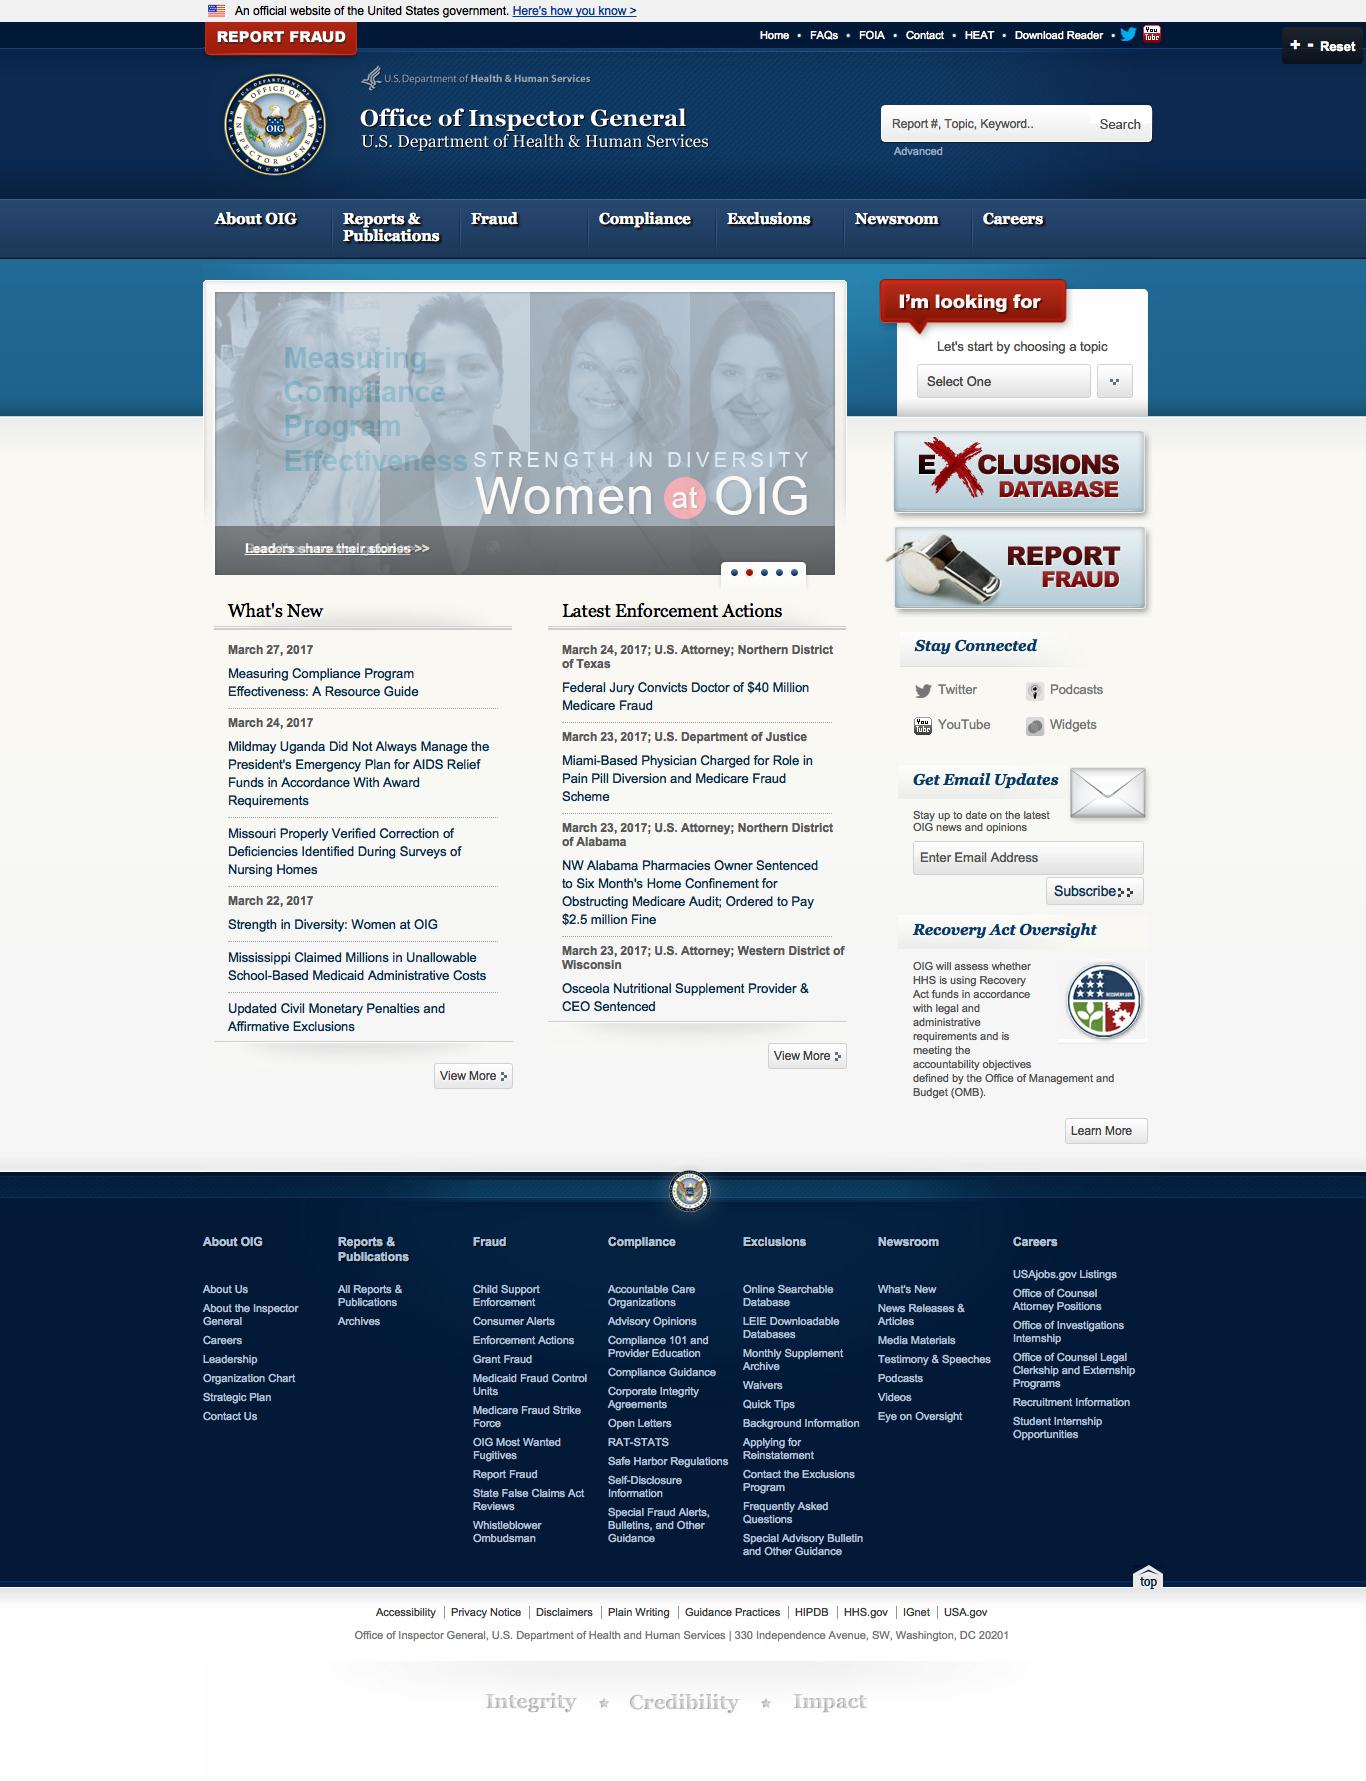 An official website of the United States government. Here's how you know >
REPORT FRAUD
Home • FAQs • FOIA • Contact • HEAT • Download Reader •
+ - Reset
U.S. Department of Health & Human Services
Office of Inspector General
U.S. Department of Health & Human Services
Report #, Topic, Keyword..
Search
Advanced
About OIG
Reports &
Publications
Fraud
Compliance
Exclusions
Newsroom
Careers
Measuring
Compliance
Program
Effectiveness
STRENGTH IN DIVERSITY
Women at OIG
Leaders share their stories >>
I'm looking for
Let's start by choosing a topic
Select One
EXCLUSIONS
DATABASE
REPORT
FRAUD
What's New
March 27, 2017
Measuring Compliance Program
Effectiveness: A Resource Guide
March 24, 2017
Mildmay Uganda Did Not Always Manage the
President's Emergency Plan for AIDS Relief
Funds in Accordance With Award
Requirements
Missouri Properly Verified Correction of
Deficiencies Identified During Surveys of
Nursing Homes
March 22, 2017
Strength in Diversity: Women at OIG
Mississippi Claimed Millions in Unallowable
School-Based Medicaid Administrative Costs
Updated Civil Monetary Penalties and
Affirmative Exclusions
View More
Latest Enforcement Actions
March 24, 2017; U.S. Attorney; Northern District
of Texas
Federal Jury Convicts Doctor of $40 Million
Medicare Fraud
March 23, 2017; U.S. Department of Justice
Miami-Based Physician Charged for Role in
Pain Pill Diversion and Medicare Fraud
Scheme
March 23, 2017; U.S. Attorney; Northern District
of Alabama
NW Alabama Pharmacies Owner Sentenced
to Six Month's Home Confinement for
Obstructing Medicare Audit; Ordered to Pay
$2.5 million Fine
March 23, 2017; U.S. Attorney; Western District of
Wisconsin
Osceola Nutritional Supplement Provider &
CEO Sentenced
View More
Stay Connected
Twitter
Podcasts
YouTube
Widgets
Get Email Updates
Stay up to date on the latest
OIG news and opinions
Enter Email Address
Subscribe
Recovery Act Oversight
OIG will assess whether
HHS is using Recovery
Act funds in accordance
with legal and
administrative
requirements and is
meeting the
accountability objectives
defined by the Office of Management and
Budget (OMB).
RECOVERY.GOV
Learn More
About OIG
About Us
About the Inspector
General
Careers
Leadership
Organization Chart
Strategic Plan
Contact Us
Reports &
Publications
All Reports &
Publications
Archives
Fraud
Child Support
Enforcement
Consumer Alerts
Enforcement Actions
Grant Fraud
Medicaid Fraud Control
Units
Medicare Fraud Strike
Force
OIG Most Wanted
Fugitives
Report Fraud
State False Claims Act
Reviews
Whistleblower
Ombudsman
Compliance
Accountable Care
Organizations
Advisory Opinions
Compliance 101 and
Provider Education
Compliance Guidance
Corporate Integrity
Agreements
Open Letters
RAT-STATS
Safe Harbor Regulations
Self-Disclosure
Information
Special Fraud Alerts,
Bulletins, and Other
Guidance
Exclusions
Online Searchable
Database
LEIE Downloadable
Databases
Monthly Supplement
Archive
Waivers
Quick Tips
Background Information
Applying for
Reinstatement
Contact the Exclusions
Program
Frequently Asked
Questions
Special Advisory Bulletin
and Other Guidance
Newsroom
What's New
News Releases &
Articles
Media Materials
Testimony & Speeches
Podcasts
Videos
Eye on Oversight
Careers
USAjobs.gov Listings
Office of Counsel
Attorney Positions
Office of Investigations
Internship
Office of Counsel Legal
Clerkship and Externship
Programs
Recruitment Information
Student Internship
Opportunities
top
Accessibility | Privacy Notice | Disclaimers | Plain Writing | Guidance Practices | HIPDB | HHS.gov | IGnet | USA.gov
Office of Inspector General, U.S. Department of Health and Human Services | 330 Independence Avenue, SW, Washington, DC 20201
Integrity ★ Credibility ★ Impact